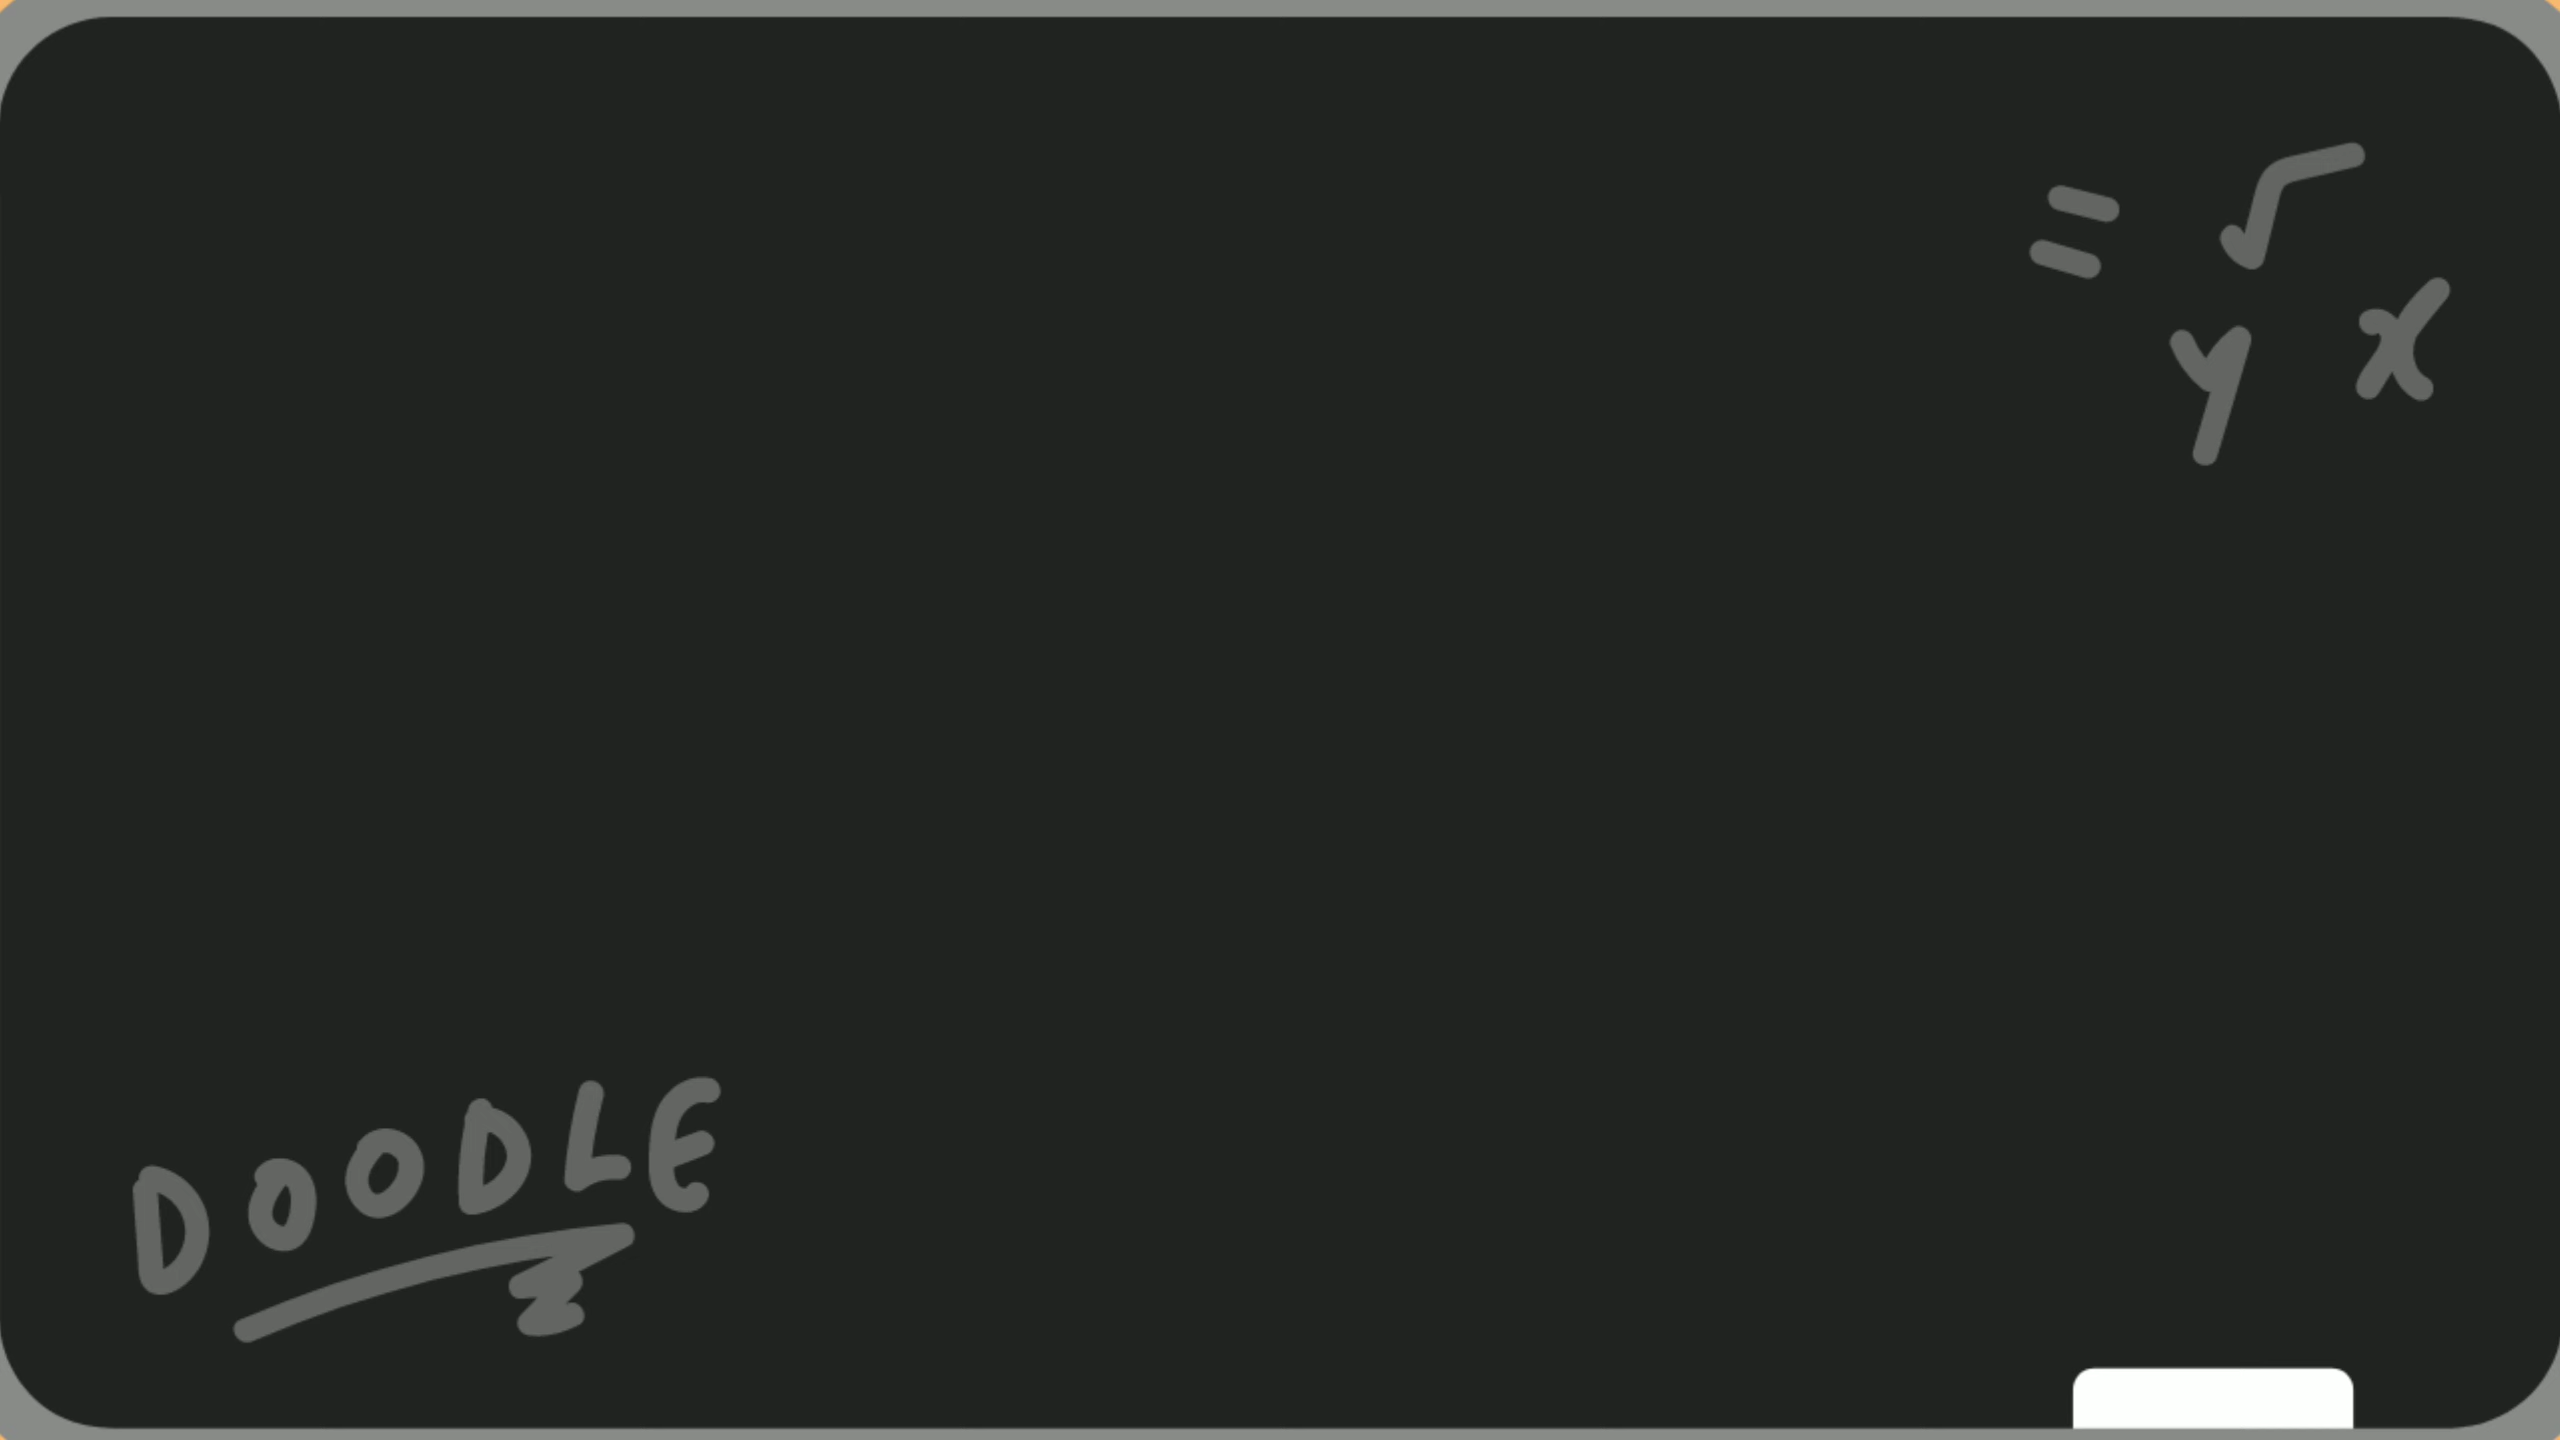 = √
y x
DOODLE